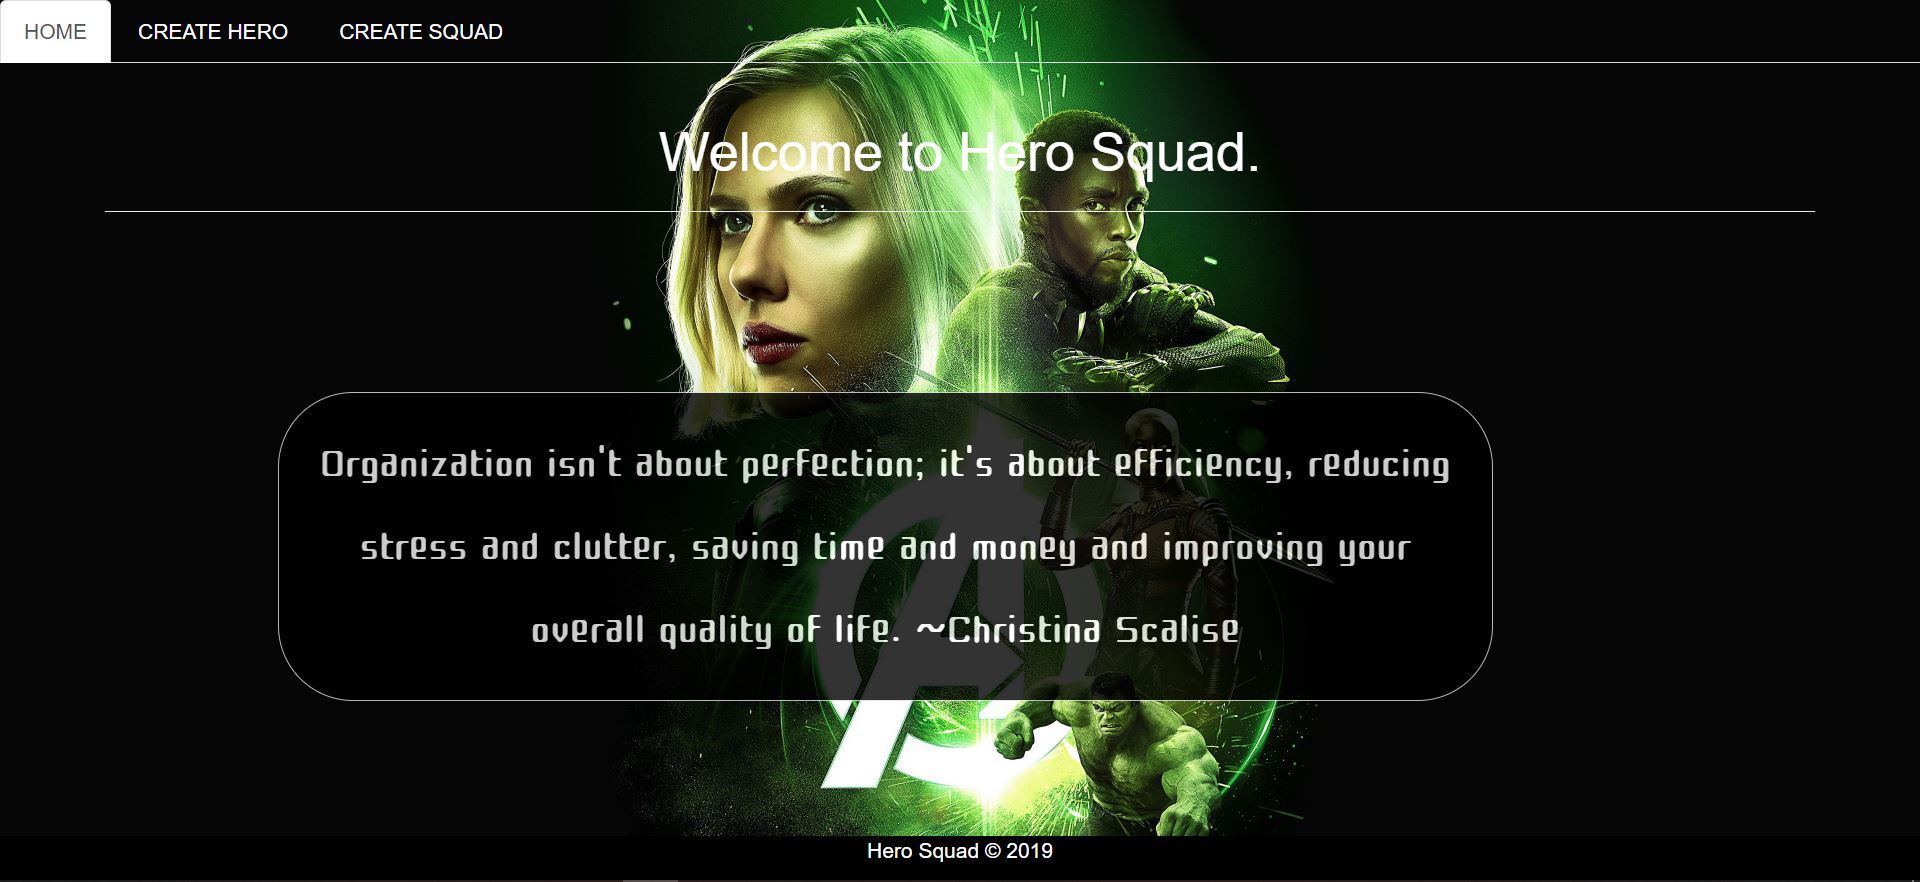 HOME CREATE HERO CREATE SQUAD
Welcome to Hero Squad.
Organization isn't about perfection; it's about efficiency, reducing
stress and clutter, saving time and money and improving your
overall quality of life. ~Christina Scalise
Hero Squad © 2019